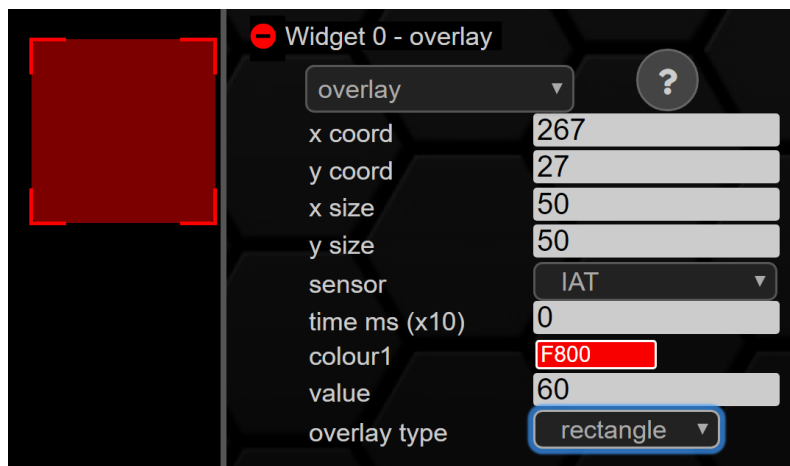 Widget 0 - overlay
overlay
?
x coord 267
y coord 27
x size 50
y size 50
sensor IAT
time ms (x10) 0
colour1 F800
value 60
overlay type rectangle